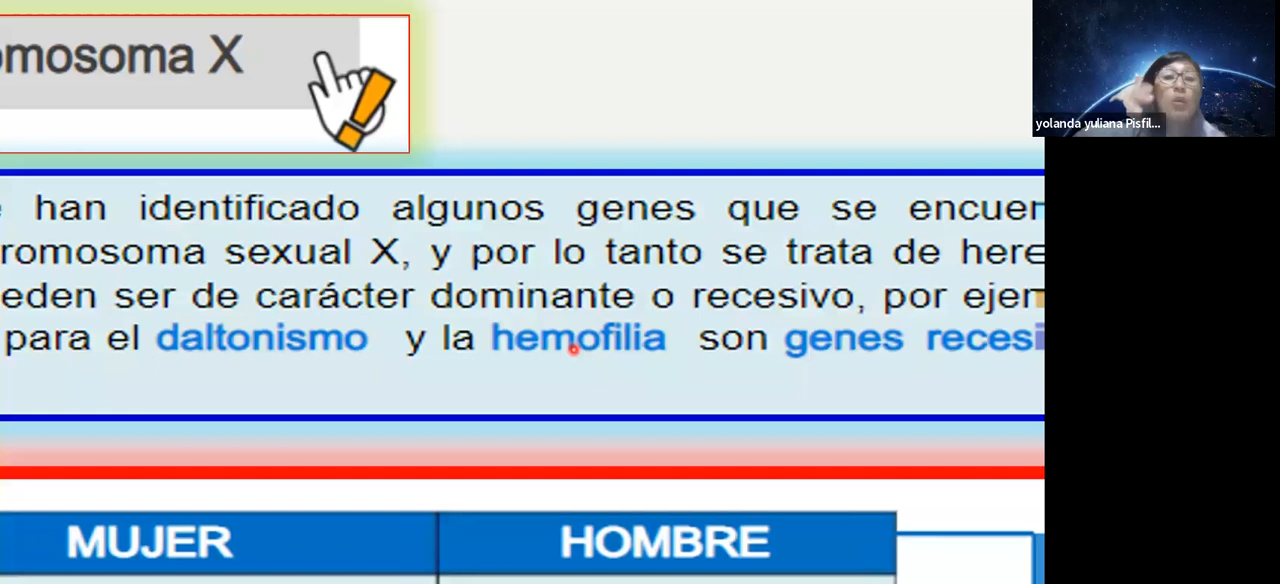 omosoma X
yolanda yuliana Pisfil...
han identificado algunos genes que se encuen
romosoma sexual X, y por lo tanto se trata de here
eden ser de carácter dominante o recesivo, por ejem
para el daltonismo y la hemofilia son genes recesi
MUJER
HOMBRE